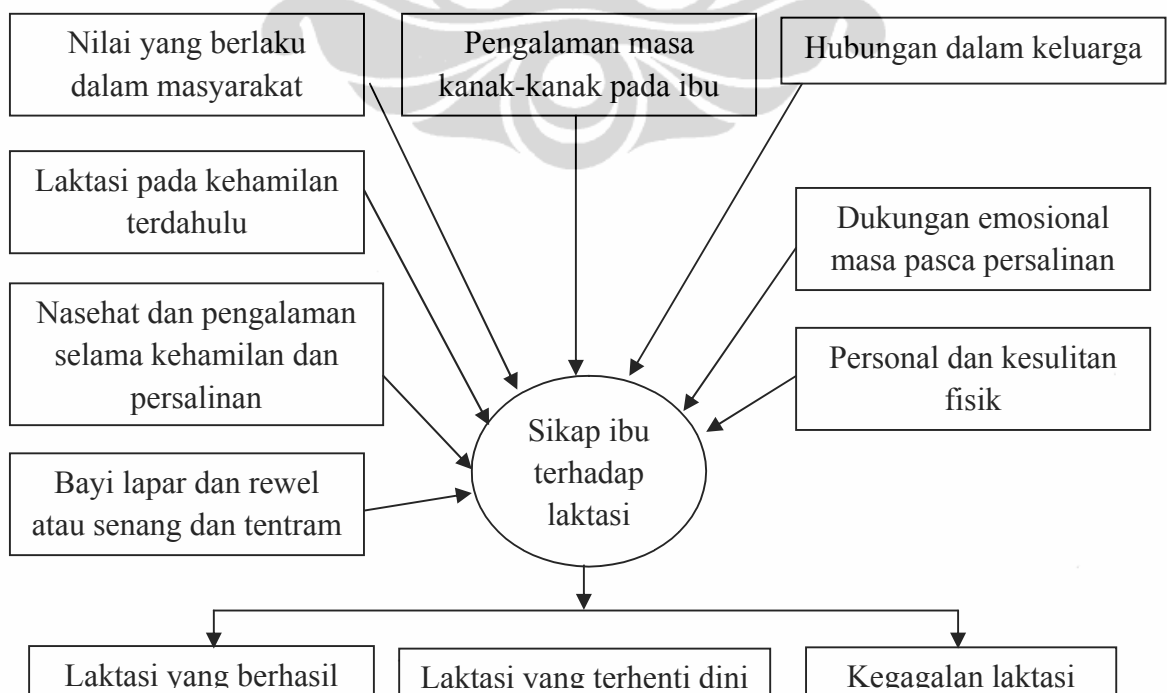 Nilai yang berlaku
dalam masyarakat
Pengalaman masa
kanak-kanak pada ibu
Hubungan dalam keluarga
Laktasi pada kehamilan
terdahulu
Dukungan emosional
masa pasca persalinan
Nasehat dan pengalaman
selama kehamilan dan
persalinan
Personal dan kesulitan
fisik
Bayi lapar dan rewel
atau senang dan tentram
Sikap ibu
terhadap
laktasi
Laktasi yang berhasil
Laktasi yang terhenti dini
Kegagalan laktasi